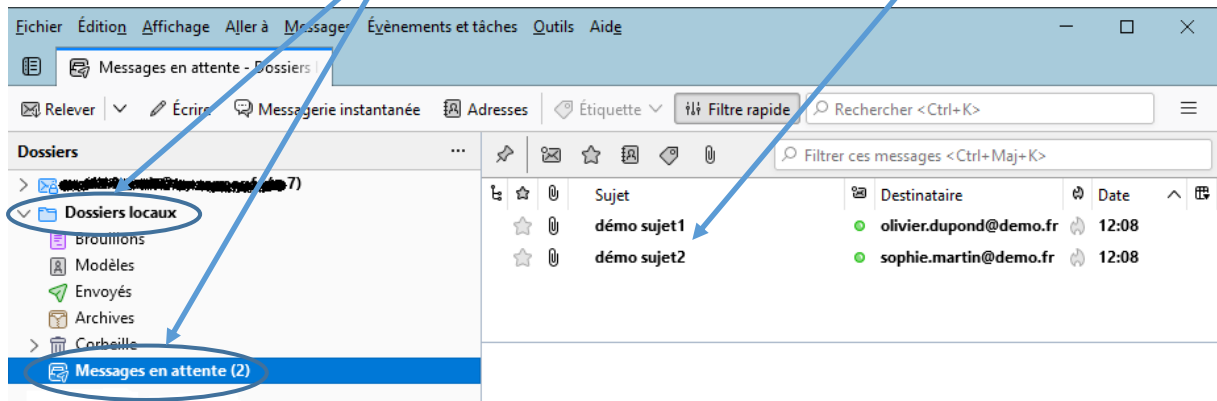 Fichier Édition Affichage Aller à Messages Évènements et tâches Outils Aide
Messages en attente - Dossiers
Relever Écrire Messagerie instantanée Adresses Étiquette Filtre rapide Rechercher <Ctrl+K>
Dossiers
Filtrer ces messages <Ctrl+Maj+K>
7)
Sujet Destinataire Date
Dossiers locaux
démo sujet1 olivier.dupond@demo.fr 12:08
Brouillons
démo sujet2 sophie.martin@demo.fr 12:08
Modèles
Envoyés
Archives
Corbeille
Messages en attente (2)